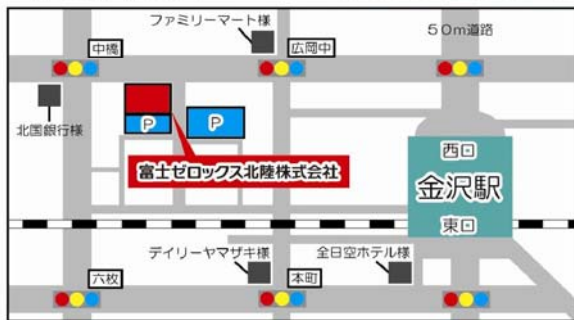 ファミリーマート様
中橋
広岡中
50m道路
北国銀行様
P
P
西口
富士ゼロックス北陸株式会社
金沢駅
東口
デイリーヤマザキ様
全日空ホテル様
六枚
本町